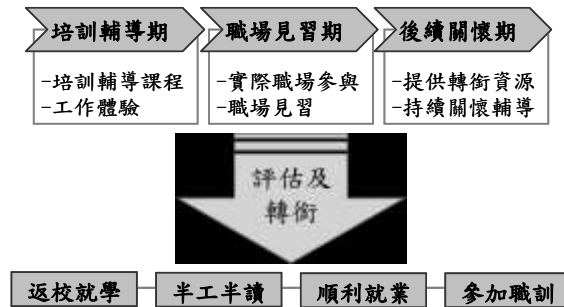 培訓輔導期 職場見習期 後續關懷期
-培訓輔導課程 -實際職場參與 -提供轉銜資源
-工作體驗 -職場見習 -持續關懷輔導
評估及
轉銜
返校就學 半工半讀 順利就業 參加職訓